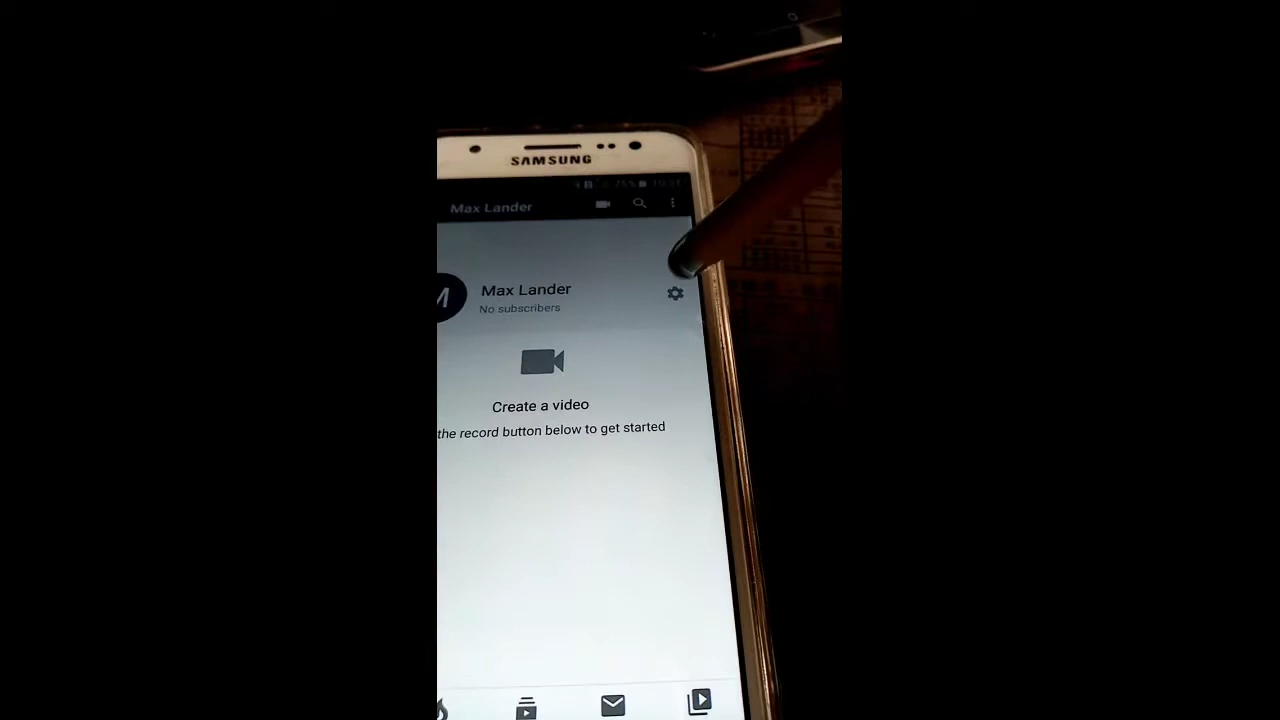 SAMSUNG
Max Lander
M
Max Lander
No subscribers
Create a video
the record button below to get started